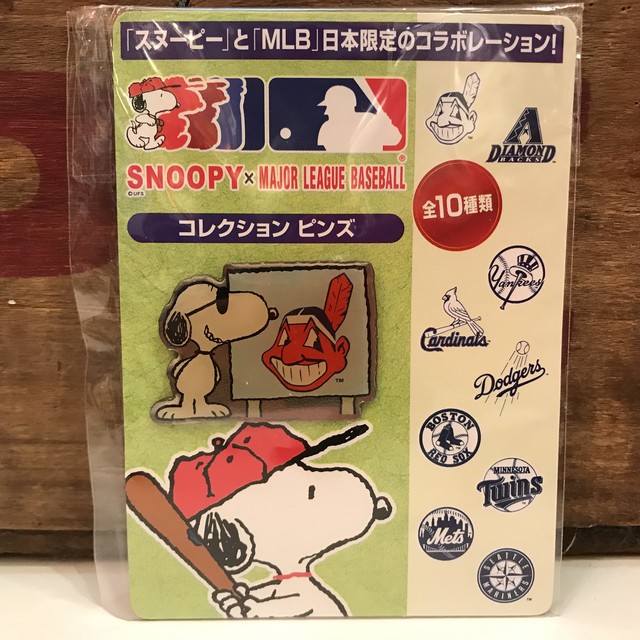 「スヌーピー」と「MLB」日本限定のコラボレーション!
®
SNOOPY × MAJOR LEAGUE BASEBALL
©UFS
コレクション ピンズ
TM
DIAMOND
BACKS
全10種類
Yankees
Cardinals
Dodgers
BOSTON
RED SOX
MINNESOTA
Twins
Mets
SEATTLE
MARINERS